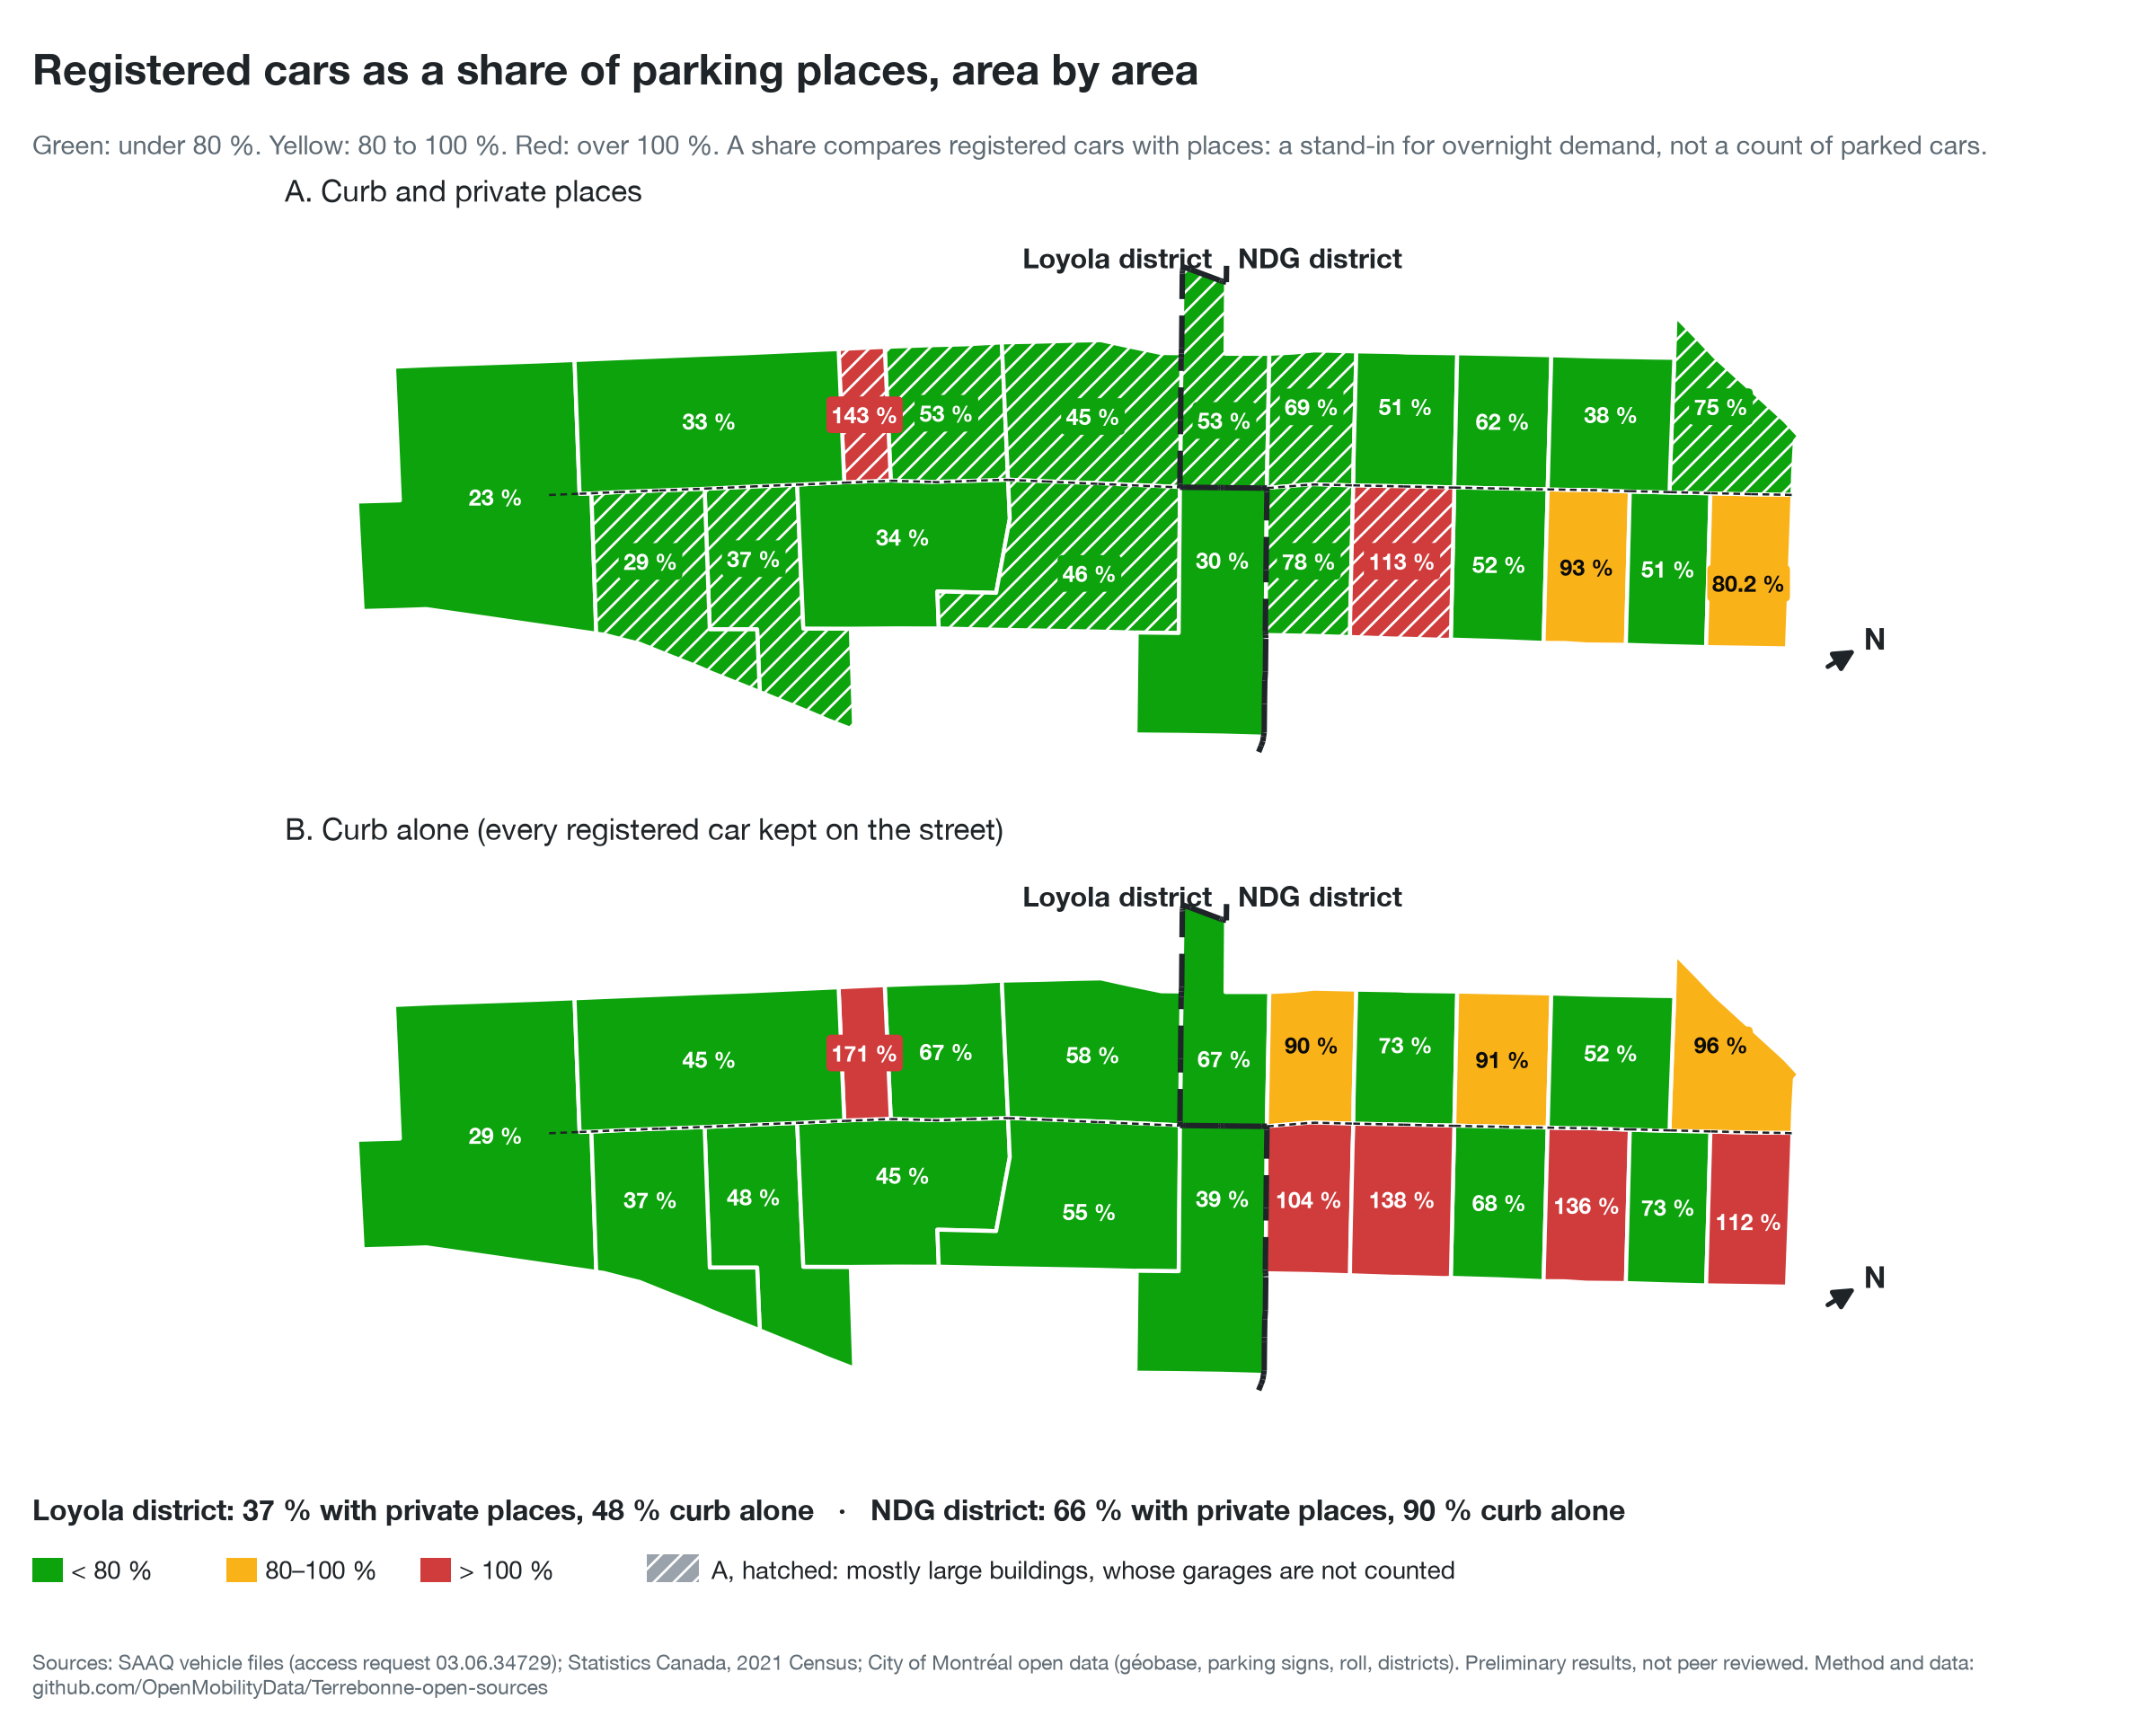 Registered cars as a share of parking places, area by area
Green: under 80 %. Yellow: 80 to 100 %. Red: over 100 %. A share compares registered cars with places: a stand-in for overnight demand, not a count of parked cars.
A. Curb and private places
Loyola district NDG district
33 % 143 % 53 % 45 % 53 % 69 % 51 % 62 % 38 % 75 %
23 %
29 % 37 % 34 % 46 % 30 % 78 % 113 % 52 % 93 % 51 % 80.2 %
N
B. Curb alone (every registered car kept on the street)
Loyola district NDG district
45 % 171 % 67 % 58 % 67 % 90 % 73 % 91 % 52 % 96 %
29 %
37 % 48 % 45 % 55 % 39 % 104 % 138 % 68 % 136 % 73 % 112 %
N
Loyola district: 37 % with private places, 48 % curb alone · NDG district: 66 % with private places, 90 % curb alone
< 80 % 80–100 % > 100 % A, hatched: mostly large buildings, whose garages are not counted
Sources: SAAQ vehicle files (access request 03.06.34729); Statistics Canada, 2021 Census; City of Montréal open data (géobase, parking signs, roll, districts). Preliminary results, not peer reviewed. Method and data:
github.com/OpenMobilityData/Terrebonne-open-sources